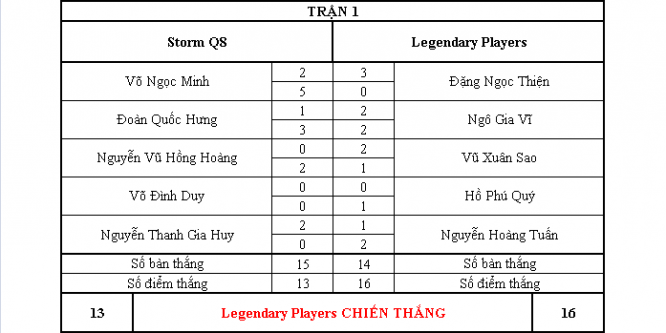 TRẬN 1
Storm Q8 Legendary Players
Võ Ngọc Minh 2 3 Đặng Ngọc Thiện
5 0
Đoàn Quốc Hưng 1 2 Ngô Gia Vĩ
3 2
Nguyễn Vũ Hồng Hoàng 0 2 Vũ Xuân Sao
2 1
Võ Đình Duy 0 0 Hồ Phú Quý
0 1
Nguyễn Thanh Gia Huy 2 1 Nguyễn Hoàng Tuấn
0 2
Số bàn thắng 15 14 Số bàn thắng
Số điểm thắng 13 16 Số điểm thắng
13 Legendary Players CHIẾN THẮNG 16